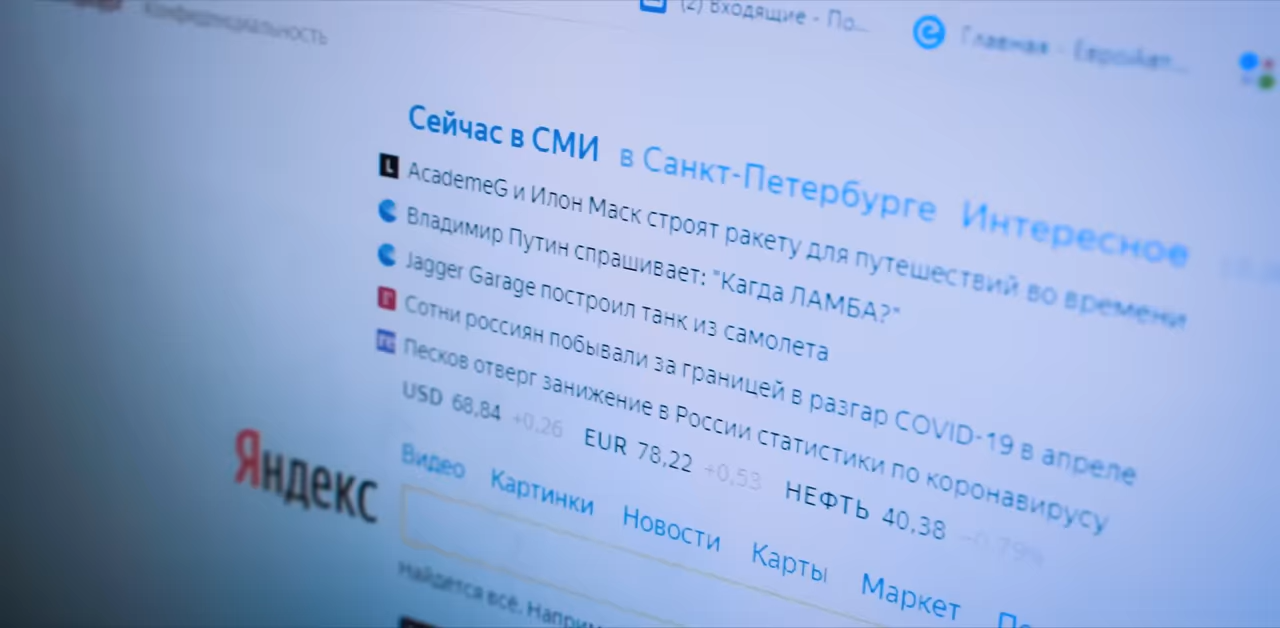 Конфиденциальность
(2) Входящие - По...
Главная - ЕвроАвт...
Сейчас в СМИ в Санкт-Петербурге Интересное
AcademeG и Илон Маск строят ракету для путешествий во времени
Владимир Путин спрашивает: "Кагда ЛАМБА?"
Jagger Garage построил танк из самолета
Сотни россиян побывали за границей в разгар COVID-19 в апреле
Песков отверг занижение в России статистики по коронавирусу
USD 68,84 +0,26 EUR 78,22 +0,53 НЕФТЬ 40,38 -0,79%
Видео Картинки Новости Карты Маркет
Яндекс
Найдется всё. Наприм